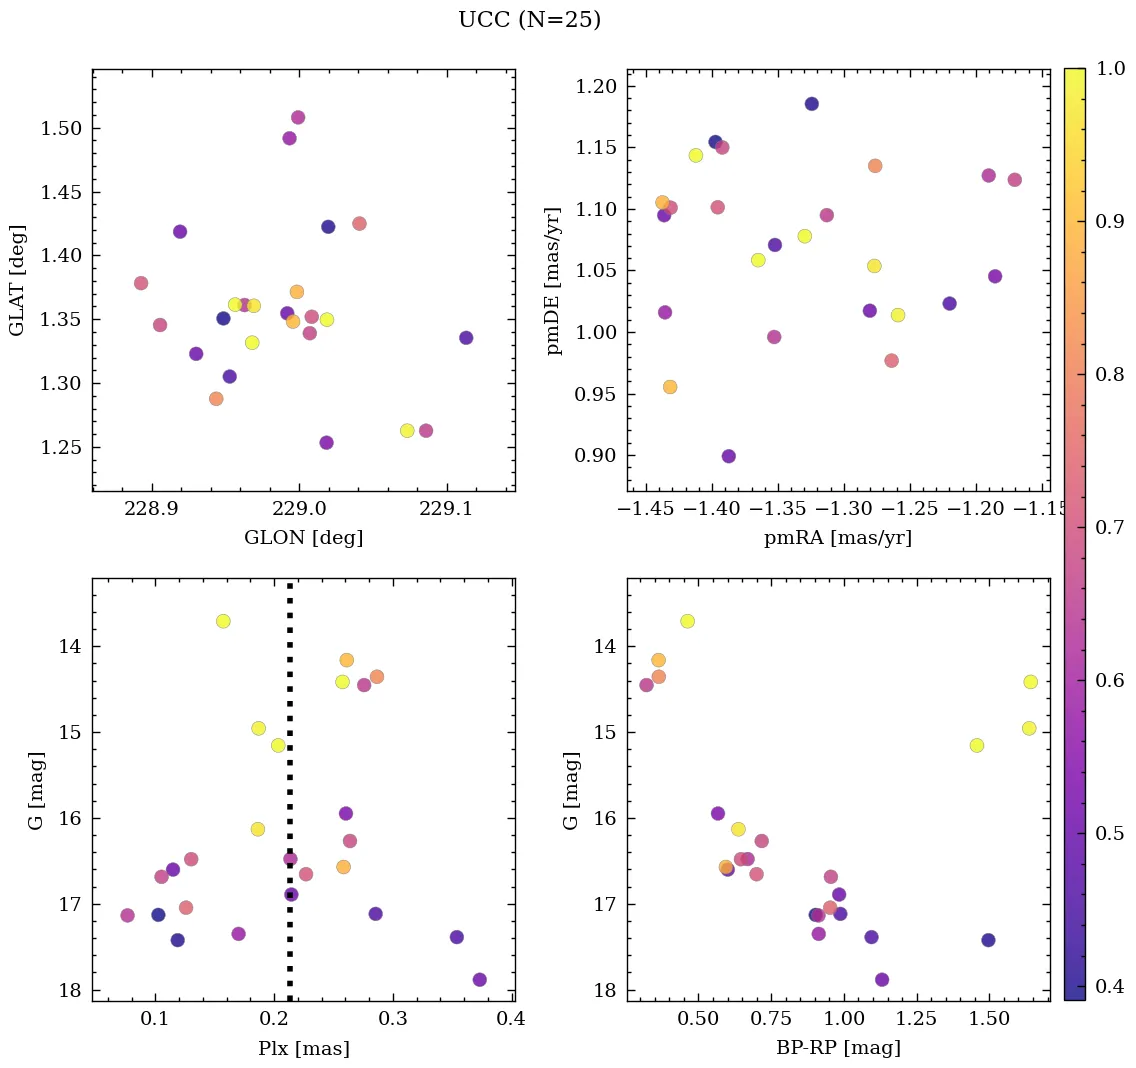 UCC (N=25)
1.50
1.45
1.40
1.35
1.30
1.25
GLAT [deg]
228.9 229.0 229.1
GLON [deg]
1.20
1.15
1.10
1.05
1.00
0.95
0.90
pmDE [mas/yr]
−1.45 −1.40 −1.35 −1.30 −1.25 −1.20 −1.15
pmRA [mas/yr]
14
15
16
17
18
G [mag]
0.1 0.2 0.3 0.4
Plx [mas]
14
15
16
17
18
G [mag]
0.50 0.75 1.00 1.25 1.50
BP-RP [mag]
1.0
0.9
0.8
0.7
0.6
0.5
0.4